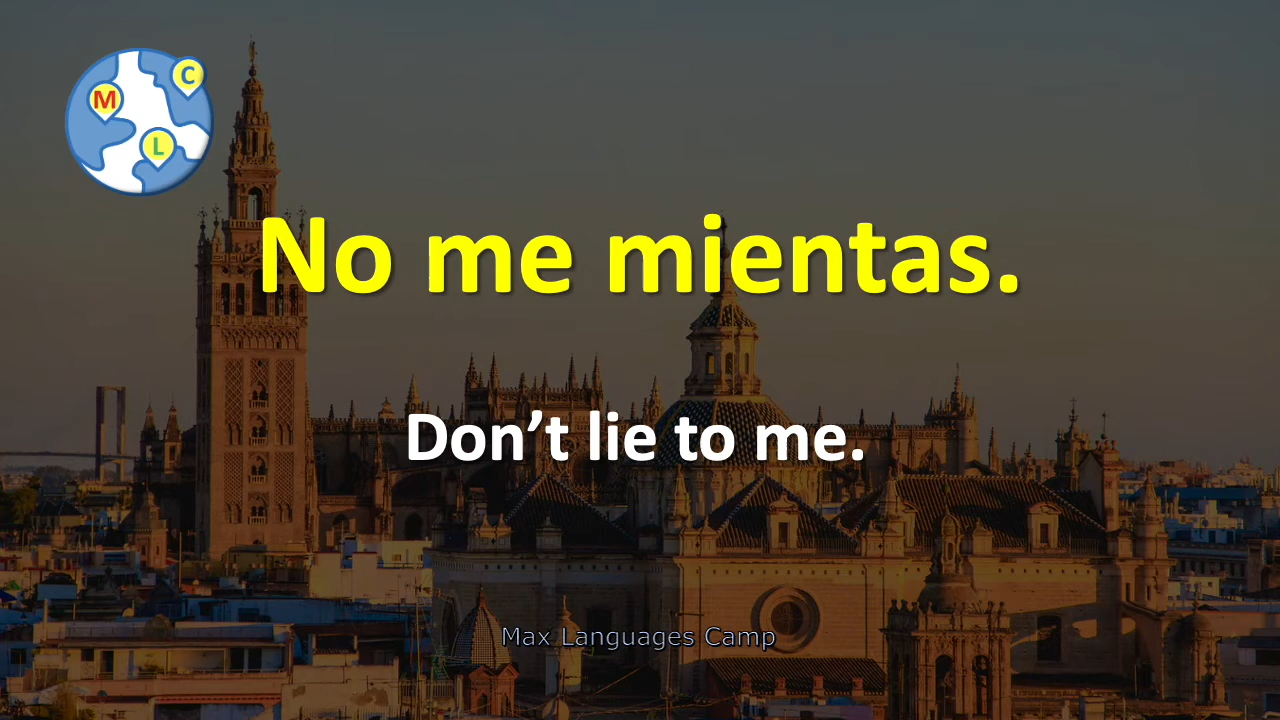 M
C
L
No me mientas.
Don’t lie to me.
Max Languages Camp